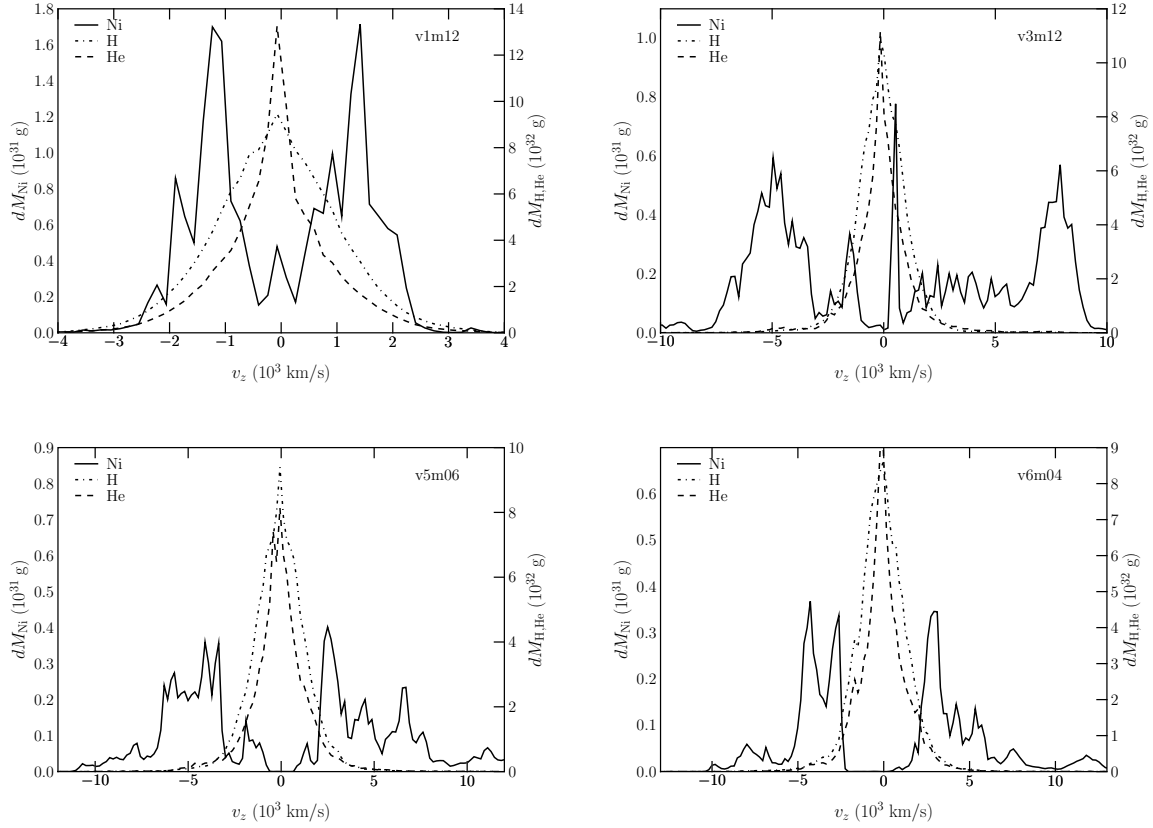 1.8
1.6
1.4
1.2
1.0
0.8
0.6
0.4
0.2
0.0
dM_Ni (10^31 g)
Ni
H
He
v1m12
14
12
10
8
6
4
2
0
dM_H,He (10^32 g)
−4 −3 −2 −1 0 1 2 3 4
v_z (10^3 km/s)
1.0
0.8
0.6
0.4
0.2
0.0
dM_Ni (10^31 g)
Ni
H
He
v3m12
12
10
8
6
4
2
0
dM_H,He (10^32 g)
−10 −5 0 5 10
v_z (10^3 km/s)
0.9
0.8
0.7
0.6
0.5
0.4
0.3
0.2
0.1
0.0
dM_Ni (10^31 g)
Ni
H
He
v5m06
10
8
6
4
2
0
dM_H,He (10^32 g)
−10 −5 0 5 10
v_z (10^3 km/s)
0.6
0.5
0.4
0.3
0.2
0.1
0.0
dM_Ni (10^31 g)
Ni
H
He
v6m04
9
8
7
6
5
4
3
2
1
0
dM_H,He (10^32 g)
−10 −5 0 5 10
v_z (10^3 km/s)